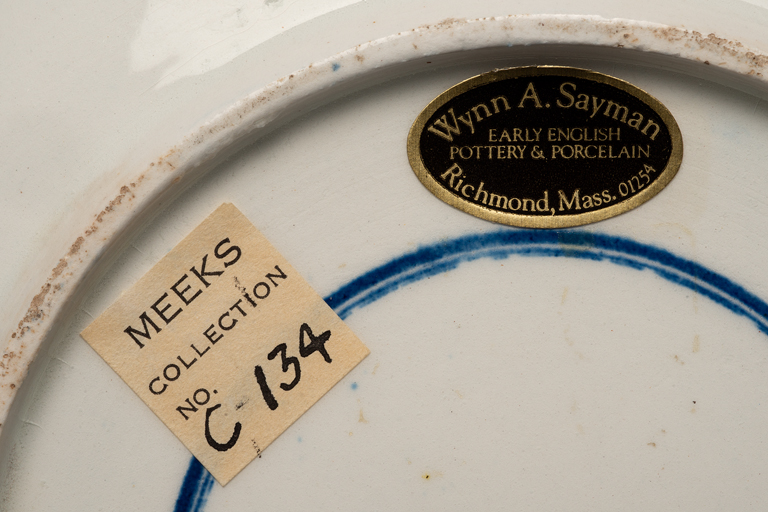 Wynn A. Sayman
EARLY ENGLISH
POTTERY & PORCELAIN
Richmond, Mass. 01254
MEEKS
COLLECTION
NO.
C 134